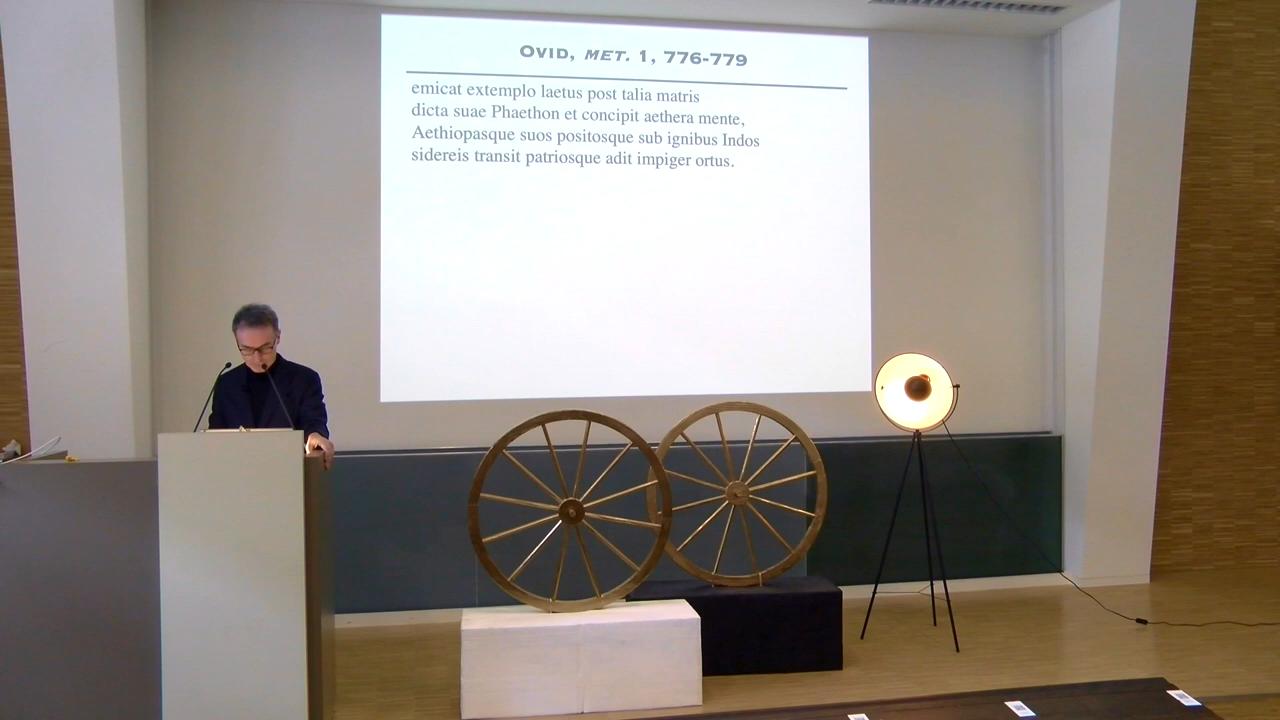 OVID, MET. 1, 776-779
emicat extemplo laetus post talia matris
dicta suae Phaethon et concipit aethera mente,
Aethiopasque suos positosque sub ignibus Indos
sidereis transit patriosque adit impiger ortus.